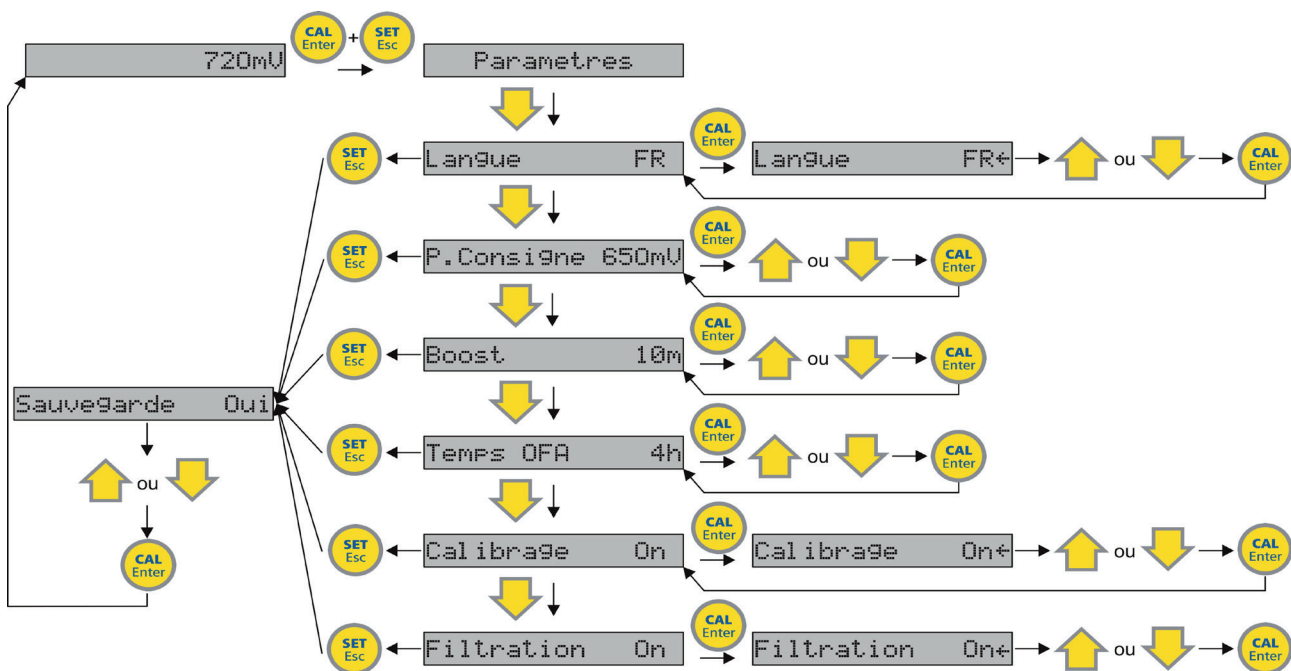 720mV
CAL Enter + SET Esc
Parametres
SET Esc
Langue FR
CAL Enter
Langue FR←
ou
CAL Enter
SET Esc
P.Consigne 650mV
CAL Enter
ou
CAL Enter
SET Esc
Boost 10m
CAL Enter
ou
CAL Enter
Sauvegarde Oui
ou
CAL Enter
SET Esc
Temps OFA 4h
CAL Enter
ou
CAL Enter
SET Esc
Calibrage On
CAL Enter
Calibrage On←
ou
CAL Enter
SET Esc
Filtration On
CAL Enter
Filtration On←
ou
CAL Enter